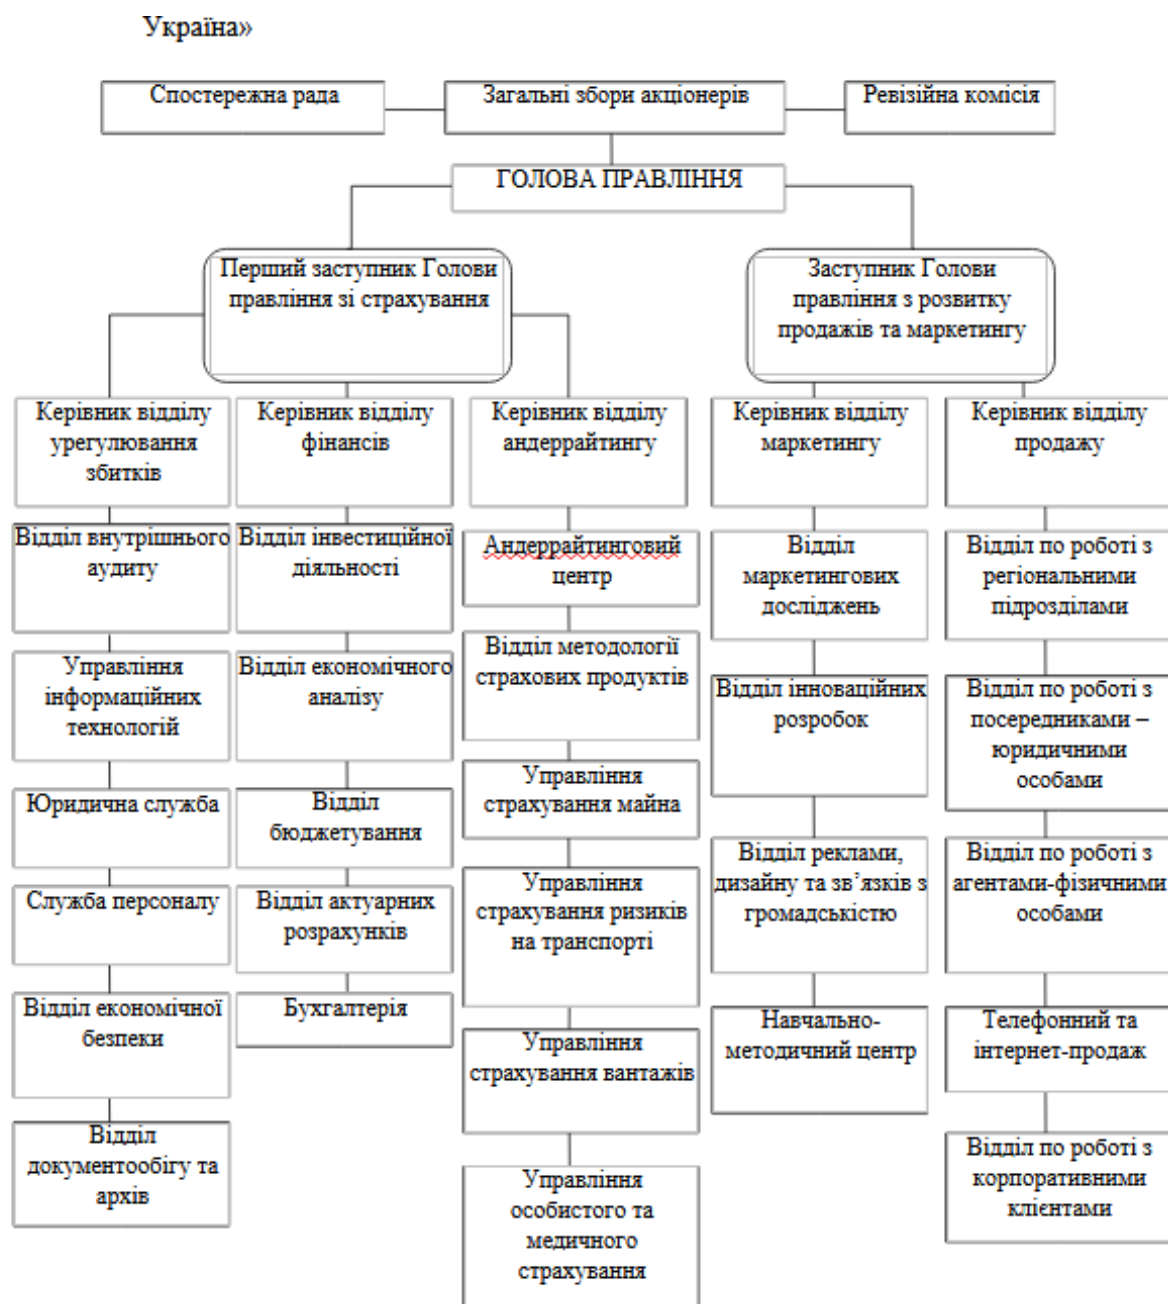 Україна»
Спостережна рада
Загальні збори акціонерів
Ревізійна комісія
ГОЛОВА ПРАВЛІННЯ
Перший заступник Голови
правління зі страхування
Заступник Голови
правління з розвитку
продажів та маркетингу
Керівник відділу
урегулювання
збитків
Керівник відділу
фінансів
Керівник відділу
андеррайтингу
Керівник відділу
маркетингу
Керівник відділу
продажу
Відділ внутрішнього
аудиту
Управління
інформаційних
технологій
Юридична служба
Служба персоналу
Відділ економічної
безпеки
Відділ
документообігу та
архів
Відділ інвестиційної
діяльності
Відділ економічного
аналізу
Відділ
бюджетування
Відділ актуарних
розрахунків
Бухгалтерія
Андеррайтинговий
центр
Відділ методології
страхових продуктів
Управління
страхування майна
Управління
страхування ризиків
на транспорті
Управління
страхування вантажів
Управління
особистого та
медичного
страхування
Відділ
маркетингових
досліджень
Відділ інноваційних
розробок
Відділ реклами,
дизайну та зв’язків з
громадськістю
Навчально-
методичний центр
Відділ по роботі з
регіональними
підрозділами
Відділ по роботі з
посередниками –
юридичними
особами
Відділ по роботі з
агентами-фізичними
особами
Телефонний та
інтернет-продаж
Відділ по роботі з
корпоративними
клієнтами